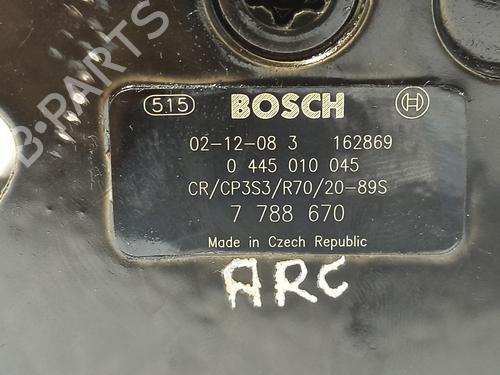 B-PARTS
515 BOSCH
02-12-08 3 162869
0 445 010 045
CR/CP3S3/R70/20-89S
7 788 670
Made in Czech Republic
ARC